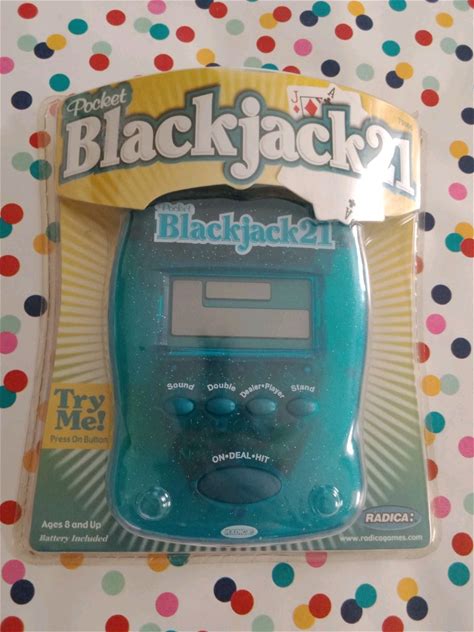 Pocket
Blackjack21
J
A
A
Pocket
Blackjack21
Sound
Double
Dealer•Player
Stand
Try
Me!
Press On Button
ON•DEAL•HIT
Ages 8 and Up
Battery Included
RADICA
RADICA:
www.radicagames.com